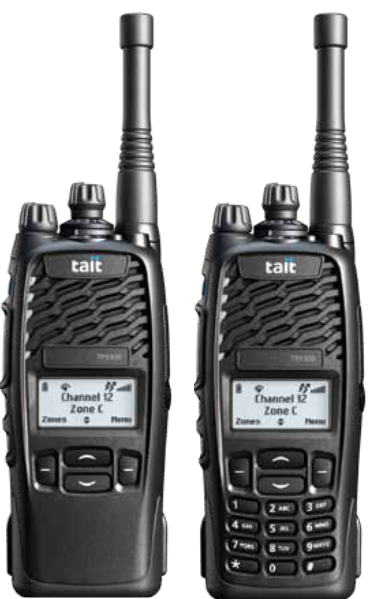 tait
Channel 12
Zone C
Zones Menu
tait
Channel 12
Zone C
Zones Menu
1 2 ABC 3 DEF
4 GHI 5 JKL 6 MNO
7 PQRS 8 TUV 9 WXYZ
* 0 #